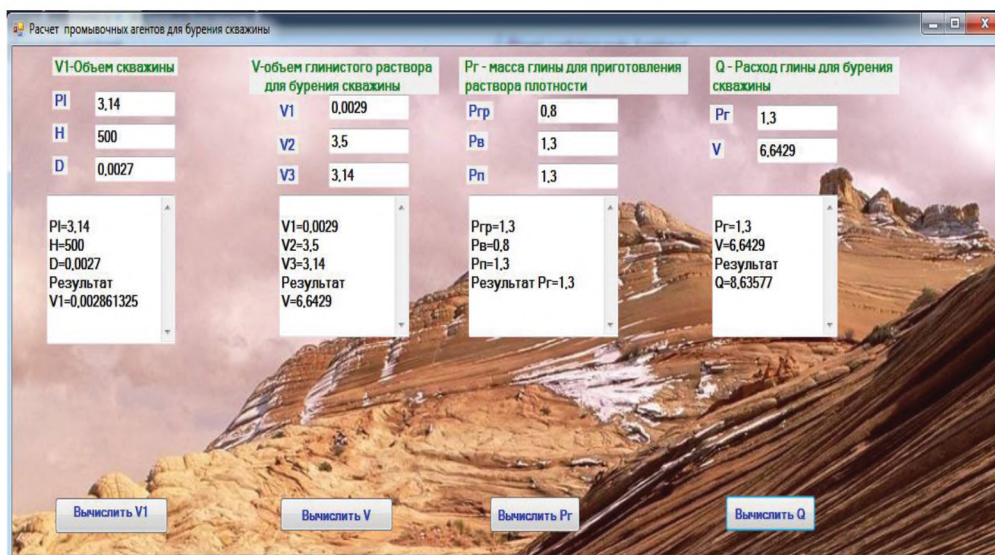 Расчет промывочных агентов для бурения скважины
V1-Объем скважины
PI 3,14
H 500
D 0,0027
PI=3,14
H=500
D=0,0027
Результат
V1=0,002861325
Вычислить V1
V-объем глинистого раствора
для бурения скважины
V1 0,0029
V2 3,5
V3 3,14
V1=0,0029
V2=3,5
V3=3,14
Результат
V=6,6429
Вычислить V
Рг - масса глины для приготовления
раствора плотности
Ргр 0,8
Рв 1,3
Рп 1,3
Ргр=1,3
Рв=0,8
Рп=1,3
Результат Рг=1,3
Вычислить Рг
Q - Расход глины для бурения
скважины
Рг 1,3
V 6,6429
Рг=1,3
V=6,6429
Результат
Q=8,63577
Вычислить Q